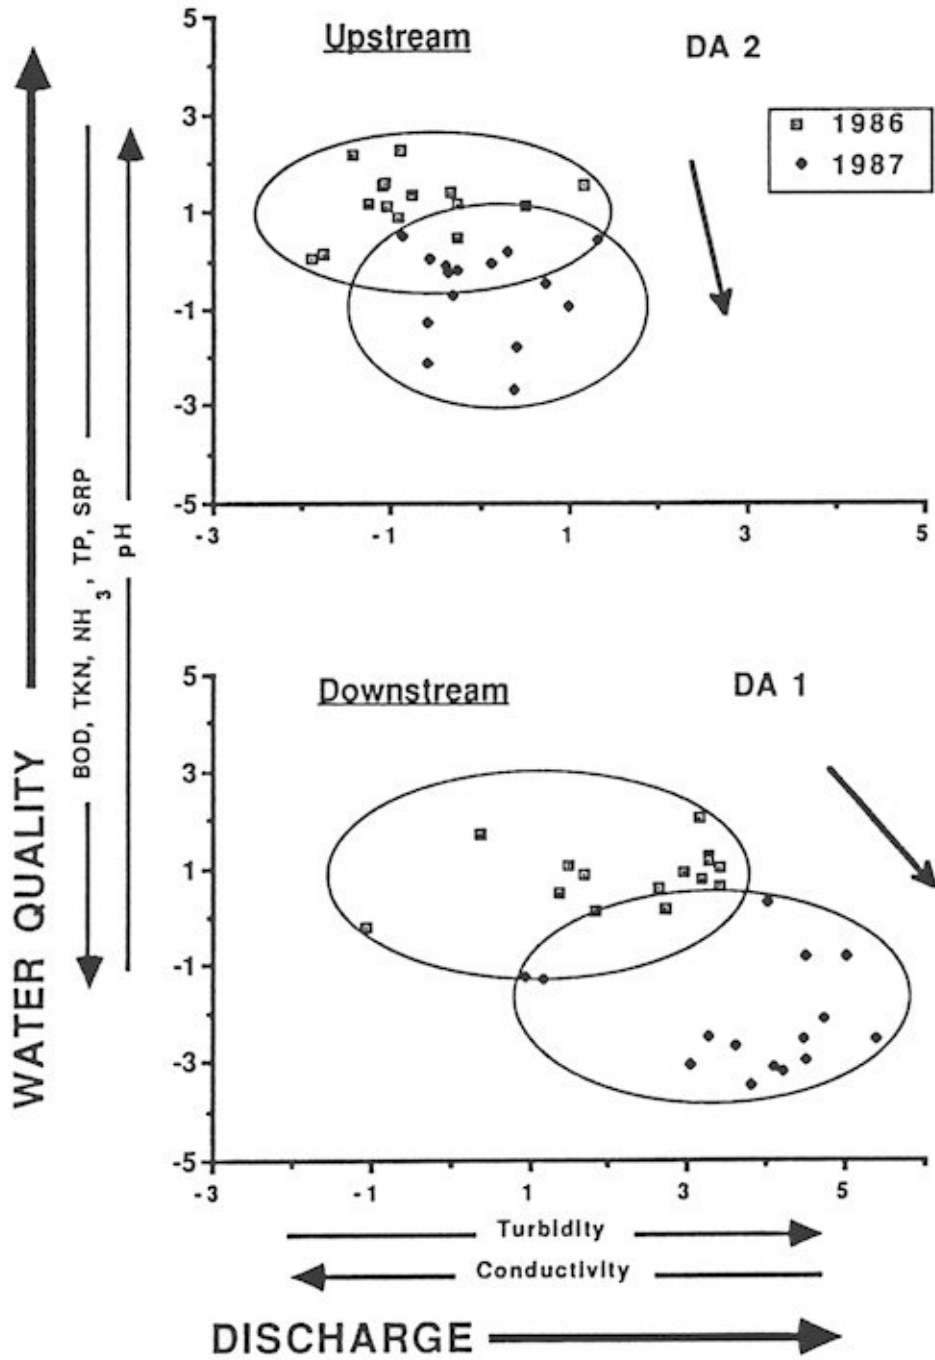 Upstream
DA 2
1986
1987
5
3
1
-1
-3
-5
-3
-1
1
3
5
WATER QUALITY
BOD, TKN, NH3, TP, SRP
pH
Downstream
DA 1
5
3
1
-1
-3
-5
-3
-1
1
3
5
Turbidity
Conductivity
DISCHARGE